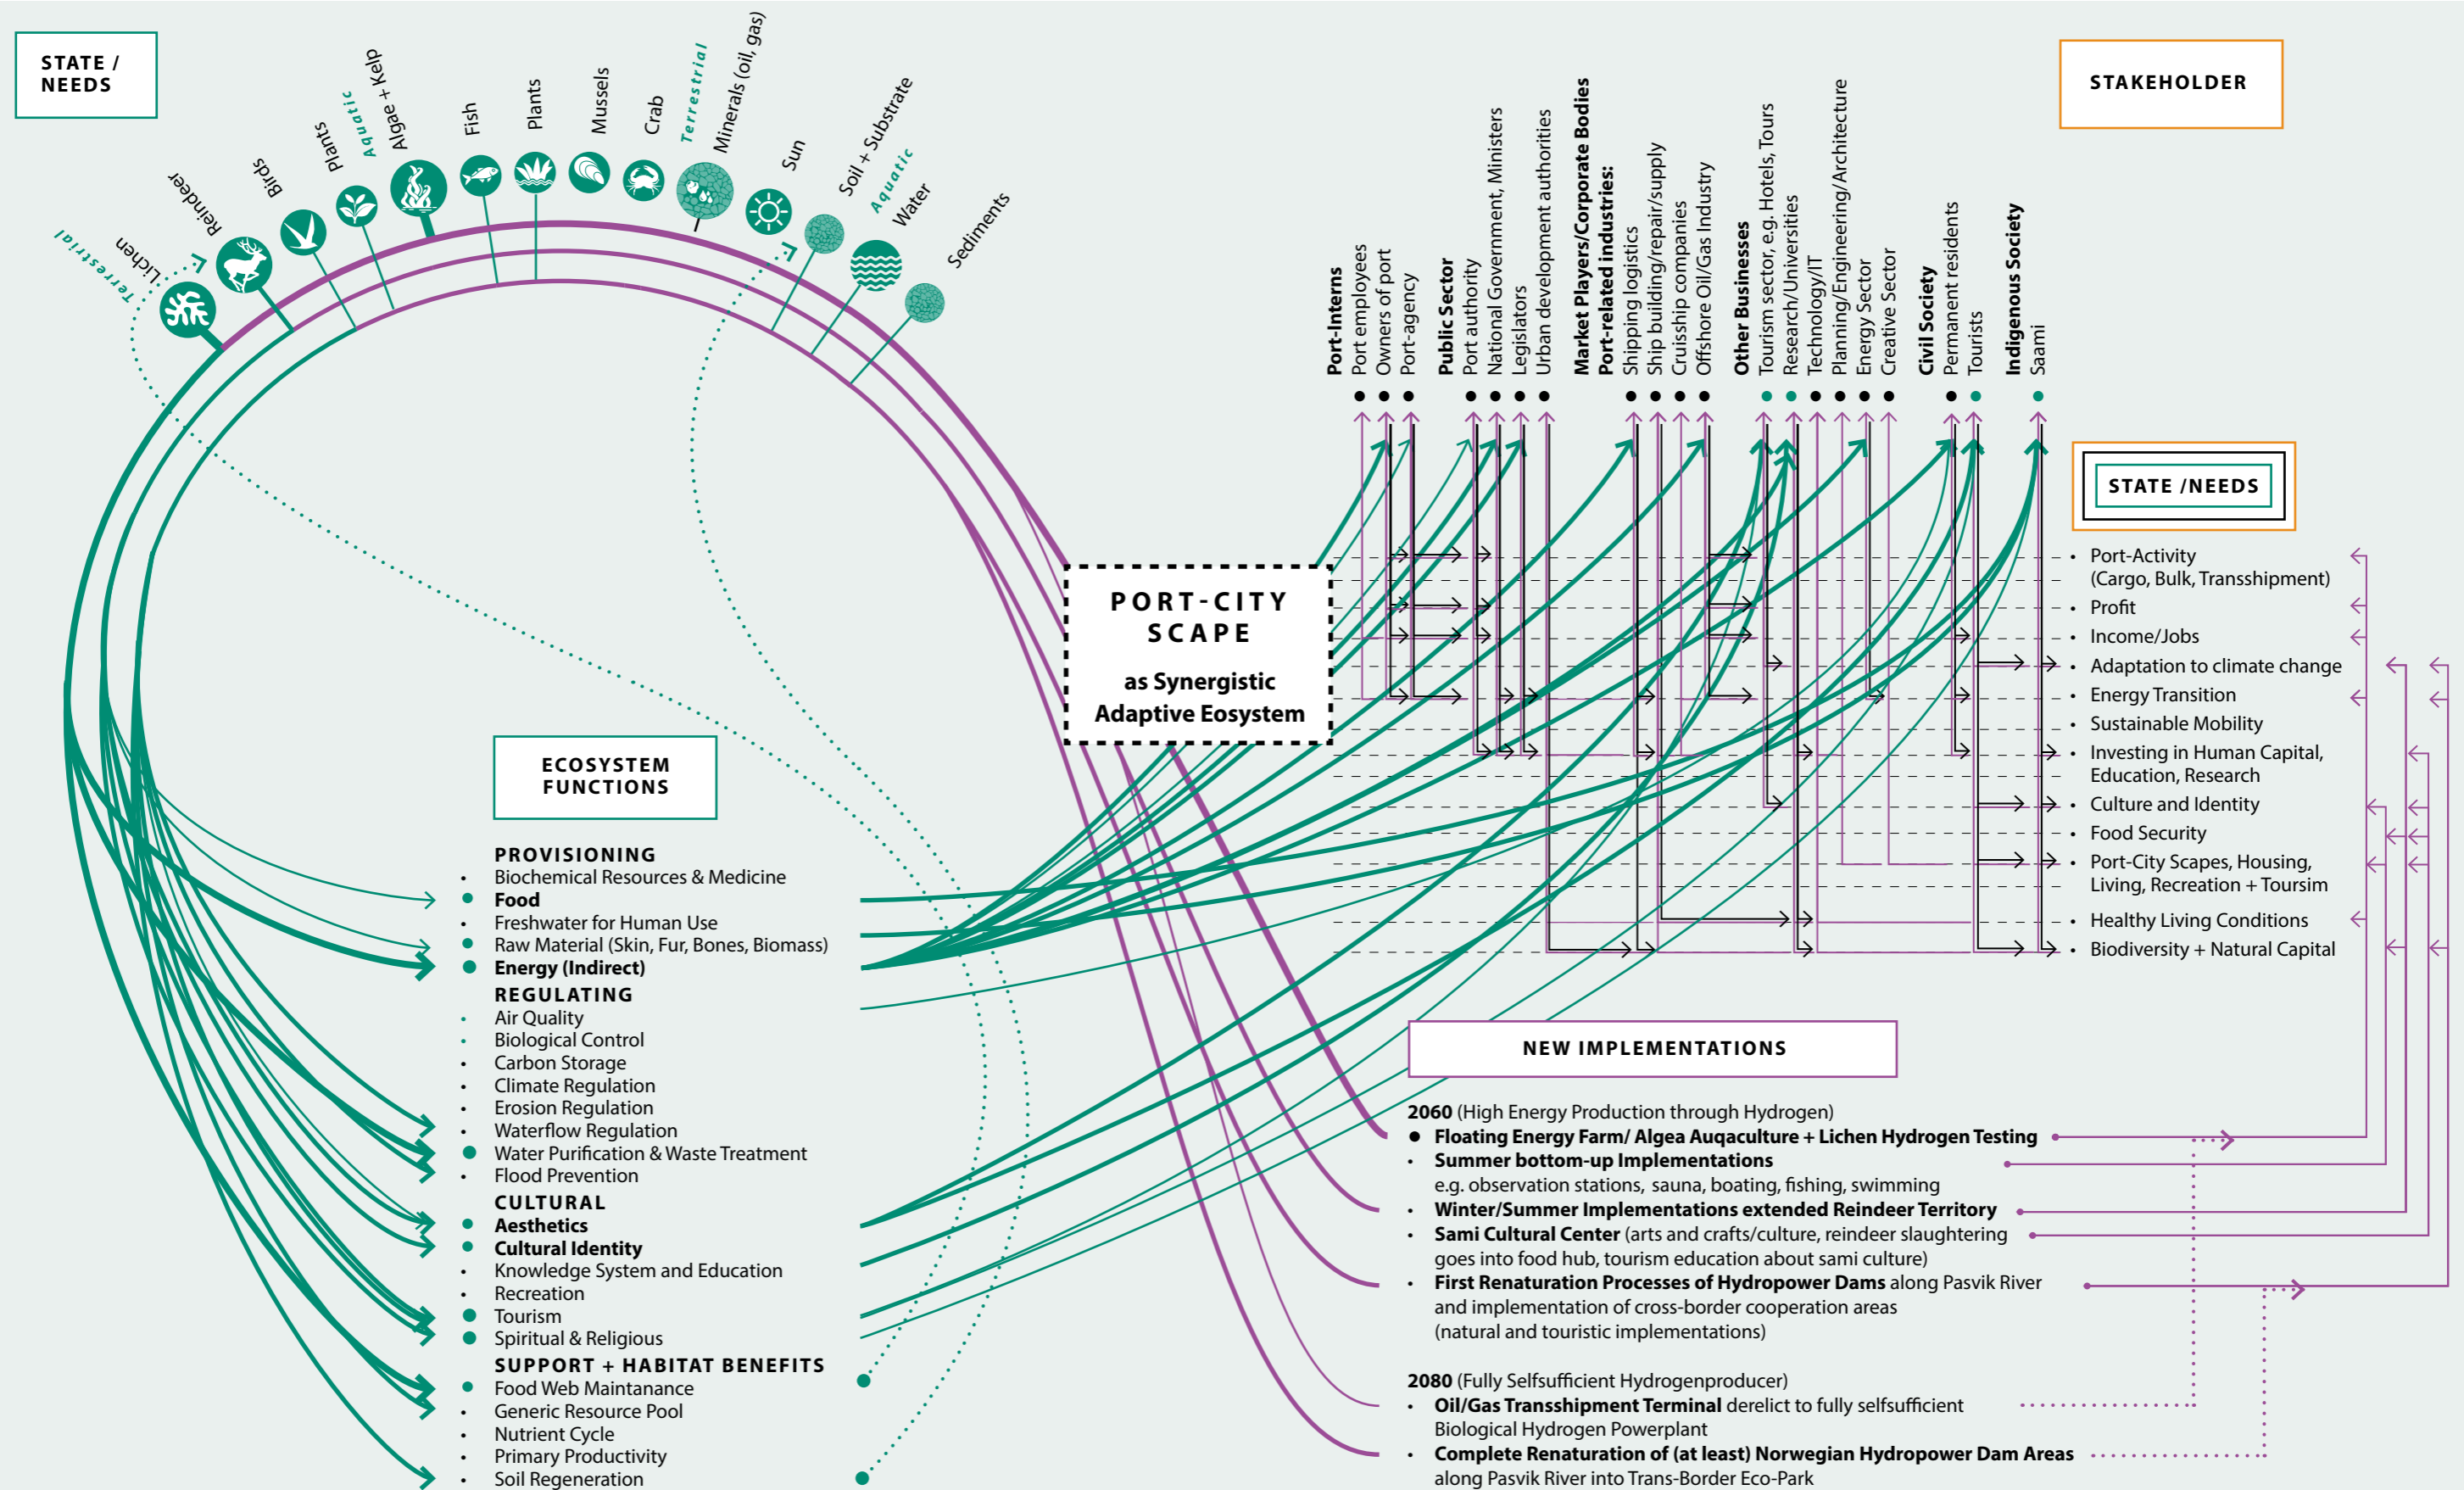 STATE /
NEEDS
Terrestrial
Lichen
Reindeer
Birds
Plants
Aquatic
Algae + Kelp
Fish
Plants
Mussels
Crab
Terrestrial
Minerals (oil, gas)
Sun
Soil + Substrate
Aquatic
Water
Sediments
STAKEHOLDER
Port-Interns
Port employees
Owners of port
Port-agency
Public Sector
Port authority
National Government, Ministers
Legislators
Urban development authorities
Market Players/Corporate Bodies
Port-related industries:
Shipping logistics
Ship building/repair/supply
Cruisship companies
Offshore Oil/Gas Industry
Other Businesses
Tourism sector, e.g. Hotels, Tours
Research/Universities
Technology/IT
Planning/Engineering/Architecture
Energy Sector
Creative Sector
Civil Society
Permanent residents
Tourists
Indigenous Society
Saami
STATE /NEEDS
• Port-Activity
(Cargo, Bulk, Transshipment)
• Profit
• Income/Jobs
• Adaptation to climate change
• Energy Transition
• Sustainable Mobility
• Investing in Human Capital,
Education, Research
• Culture and Identity
• Food Security
• Port-City Scapes, Housing,
Living, Recreation + Toursim
• Healthy Living Conditions
• Biodiversity + Natural Capital
PORT-CITY
SCAPE
as Synergistic
Adaptive Eosystem
ECOSYSTEM
FUNCTIONS
PROVISIONING
• Biochemical Resources & Medicine
• Food
• Freshwater for Human Use
• Raw Material (Skin, Fur, Bones, Biomass)
• Energy (Indirect)
REGULATING
• Air Quality
• Biological Control
• Carbon Storage
• Climate Regulation
• Erosion Regulation
• Waterflow Regulation
• Water Purification & Waste Treatment
• Flood Prevention
CULTURAL
• Aesthetics
• Cultural Identity
• Knowledge System and Education
• Recreation
• Tourism
• Spiritual & Religious
SUPPORT + HABITAT BENEFITS
• Food Web Maintanance
• Generic Resource Pool
• Nutrient Cycle
• Primary Productivity
• Soil Regeneration
NEW IMPLEMENTATIONS
2060 (High Energy Production through Hydrogen)
• Floating Energy Farm/ Algea Auqaculture + Lichen Hydrogen Testing
• Summer bottom-up Implementations
e.g. observation stations, sauna, boating, fishing, swimming
• Winter/Summer Implementations extended Reindeer Territory
• Sami Cultural Center (arts and crafts/culture, reindeer slaughtering
goes into food hub, tourism education about sami culture)
• First Renaturation Processes of Hydropower Dams along Pasvik River
and implementation of cross-border cooperation areas
(natural and touristic implementations)
2080 (Fully Selfsufficient Hydrogenproducer)
• Oil/Gas Transshipment Terminal derelict to fully selfsufficient
Biological Hydrogen Powerplant
• Complete Renaturation of (at least) Norwegian Hydropower Dam Areas
along Pasvik River into Trans-Border Eco-Park